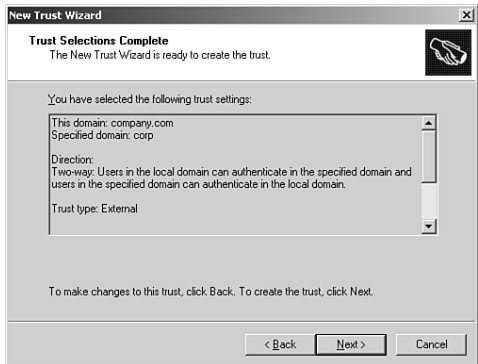 New Trust Wizard
Trust Selections Complete
The New Trust Wizard is ready to create the trust.
You have selected the following trust settings:
This domain: company.com
Specified domain: corp
Direction:
Two-way: Users in the local domain can authenticate in the specified domain and
users in the specified domain can authenticate in the local domain.
Trust type: External
To make changes to this trust, click Back. To create the trust, click Next.
< Back
Next >
Cancel